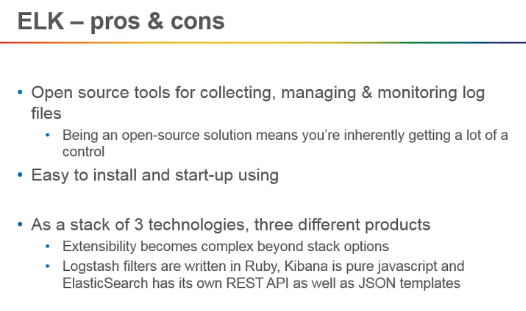 ELK – pros & cons
• Open source tools for collecting, managing & monitoring log
files
• Being an open-source solution means you're inherently getting a lot of a
control
• Easy to install and start-up using
• As a stack of 3 technologies, three different products
• Extensibility becomes complex beyond stack options
• Logstash filters are written in Ruby, Kibana is pure javascript and
ElasticSearch has its own REST API as well as JSON templates